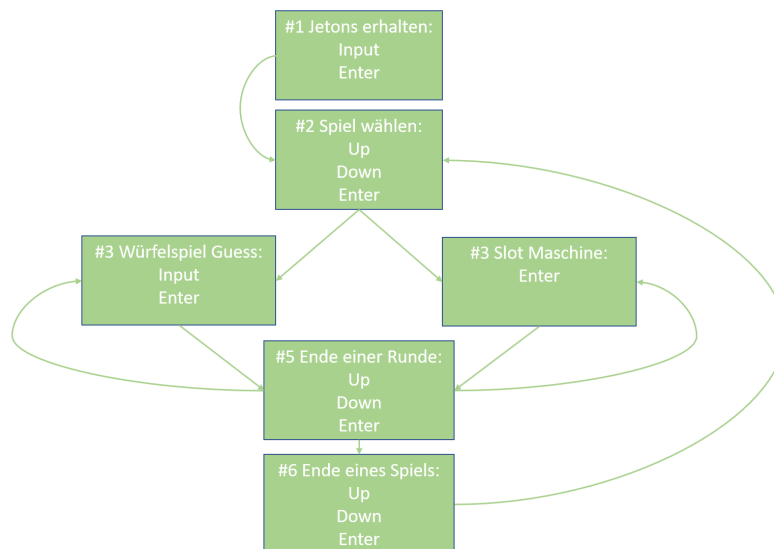 #1 Jetons erhalten:
Input
Enter
#2 Spiel wählen:
Up
Down
Enter
#3 Würfelspiel Guess:
Input
Enter
#3 Slot Maschine:
Enter
#5 Ende einer Runde:
Up
Down
Enter
#6 Ende eines Spiels:
Up
Down
Enter